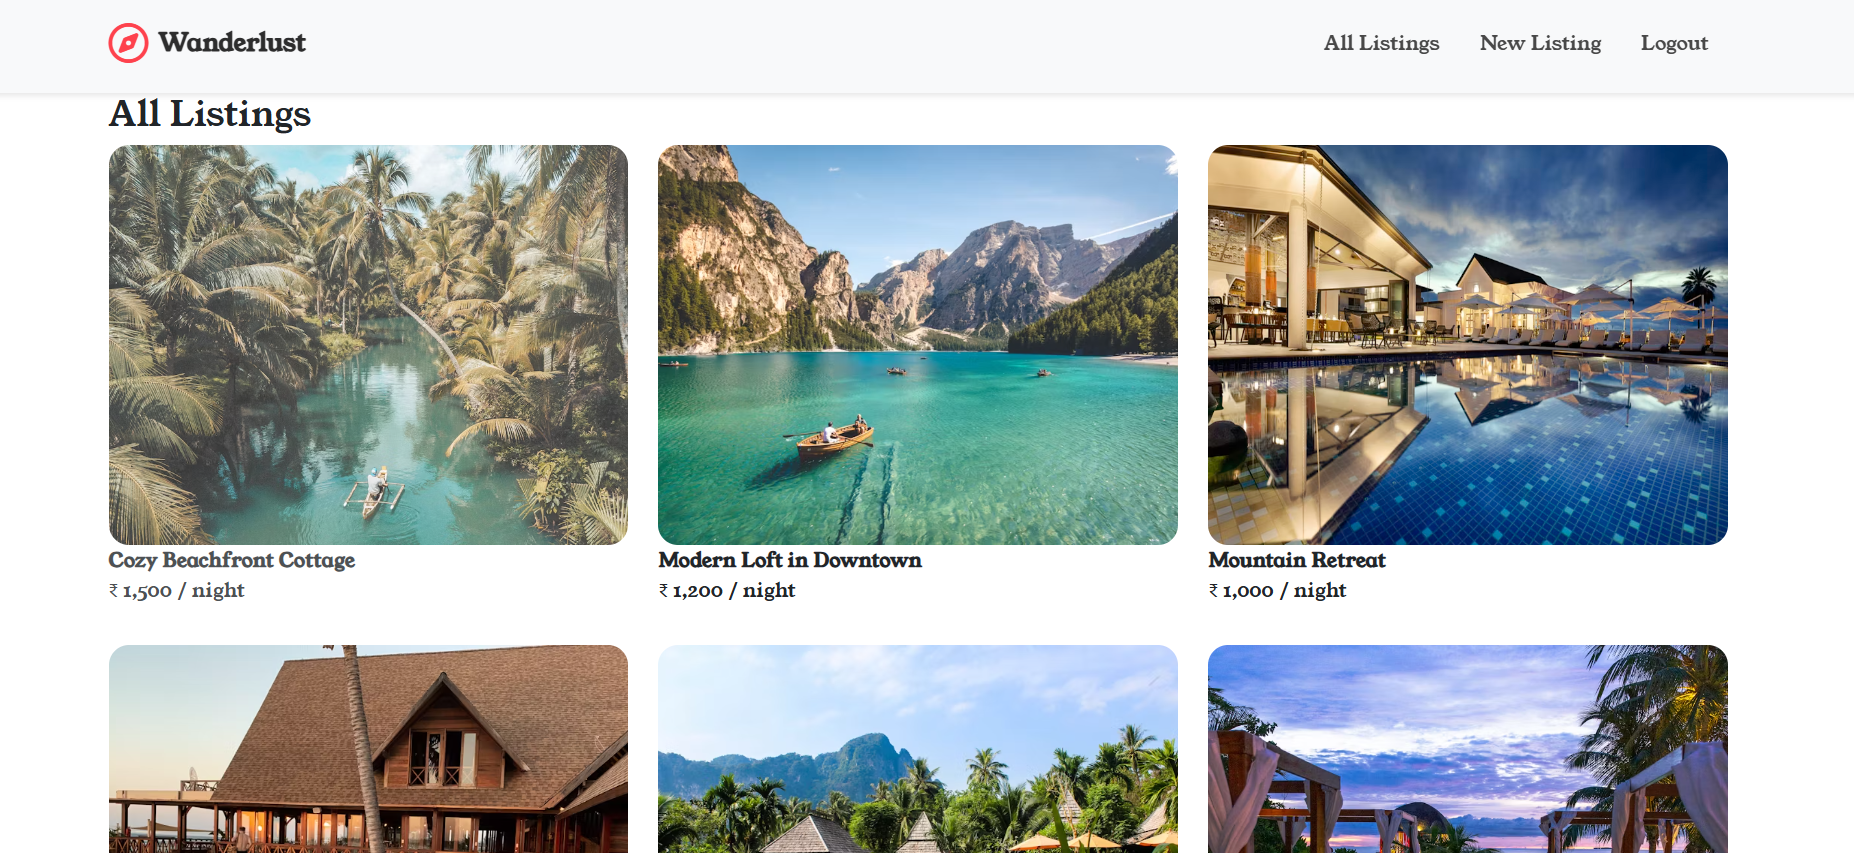 Wanderlust
All Listings
New Listing
Logout
All Listings
Cozy Beachfront Cottage
₹ 1,500 / night
Modern Loft in Downtown
₹ 1,200 / night
Mountain Retreat
₹ 1,000 / night